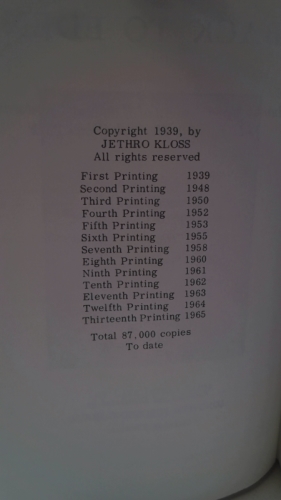 Copyright 1939, by
JETHRO KLOSS
All rights reserved
First Printing 1939
Second Printing 1948
Third Printing 1950
Fourth Printing 1952
Fifth Printing 1953
Sixth Printing 1955
Seventh Printing 1958
Eighth Printing 1960
Ninth Printing 1961
Tenth Printing 1962
Eleventh Printing 1963
Twelfth Printing 1964
Thirteenth Printing 1965
Total 87,000 copies
To date